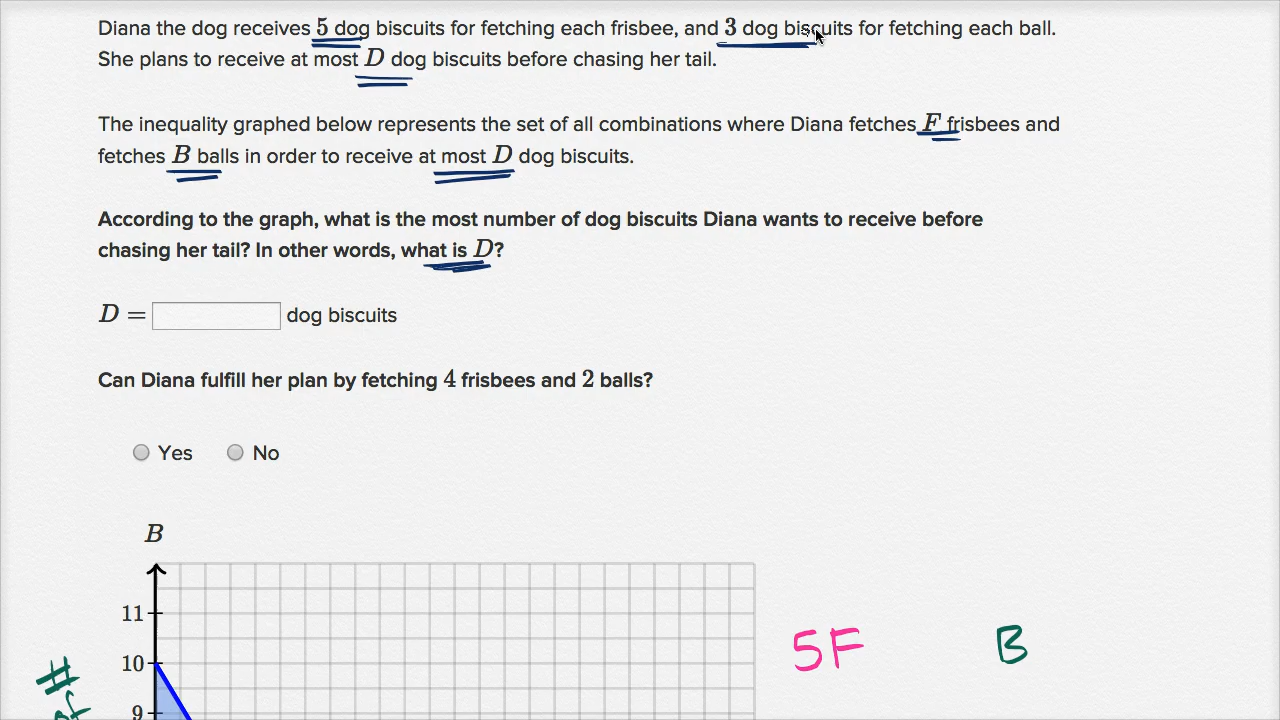 Diana the dog receives 5 dog biscuits for fetching each frisbee, and 3 dog biscuits for fetching each ball.
She plans to receive at most D dog biscuits before chasing her tail.
The inequality graphed below represents the set of all combinations where Diana fetches F frisbees and
fetches B balls in order to receive at most D dog biscuits.
According to the graph, what is the most number of dog biscuits Diana wants to receive before
chasing her tail? In other words, what is D?
D = dog biscuits
Can Diana fulfill her plan by fetching 4 frisbees and 2 balls?
Yes No
B
11
10
9
# of
5F B